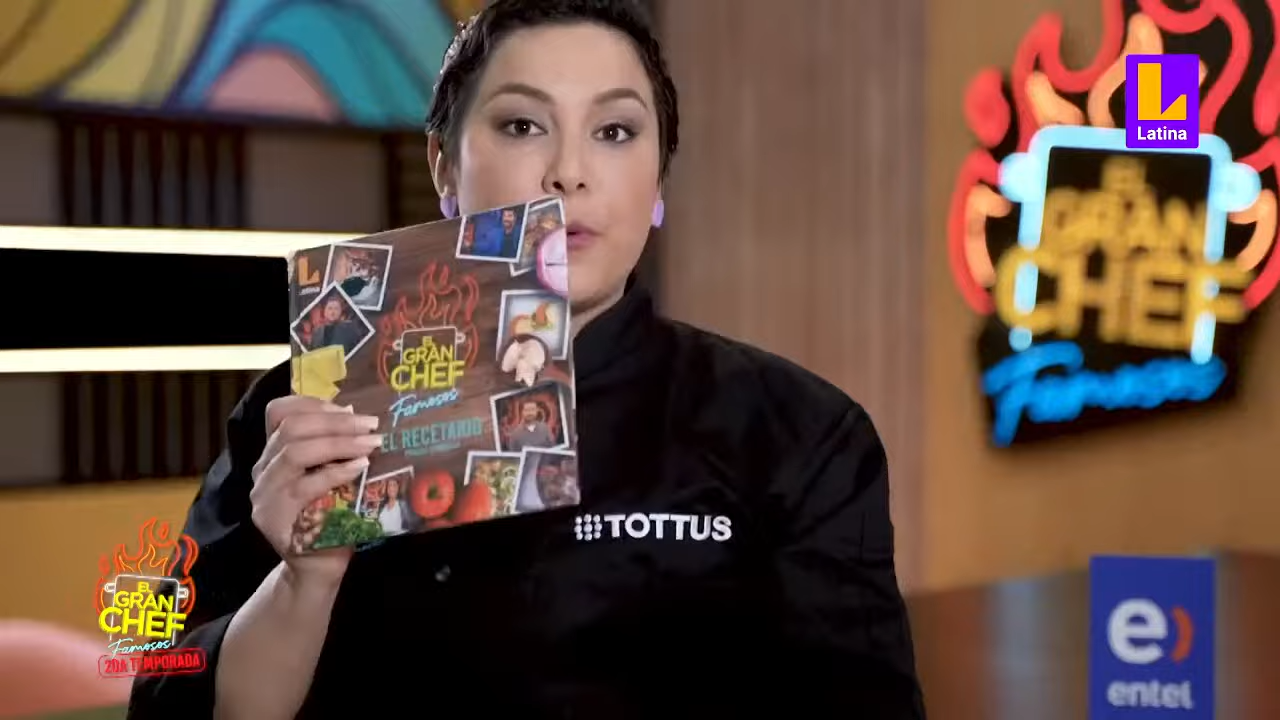 Latina
EL
GRAN
CHEF
Famosos
Latina
EL
GRAN
CHEF
Famosos
EL RECETARIO
TOTTUS
EL
GRAN
CHEF
Famosos
2DA TEMPORADA
e)
entel